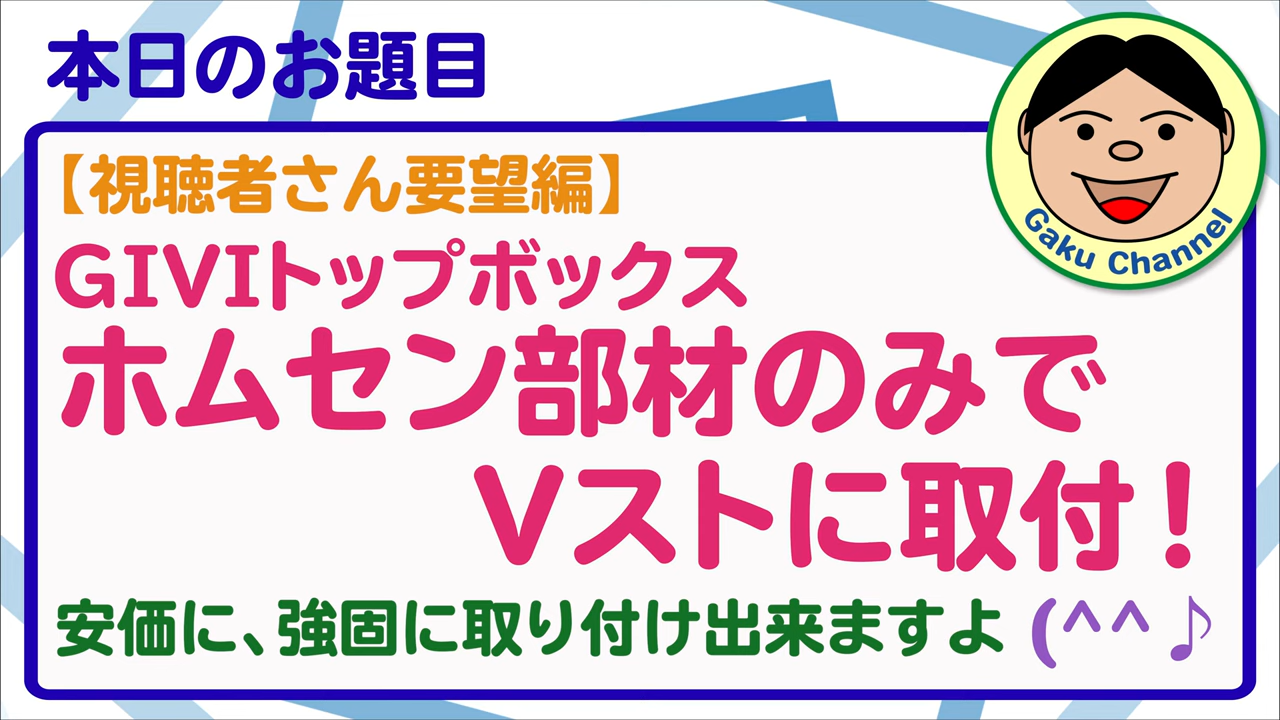 本日のお題目
【視聴者さん要望編】
GIVIトップボックス
ホムセン部材のみで
Vストに取付！
安価に、強固に取り付け出来ますよ (^^♪
Gaku Channel